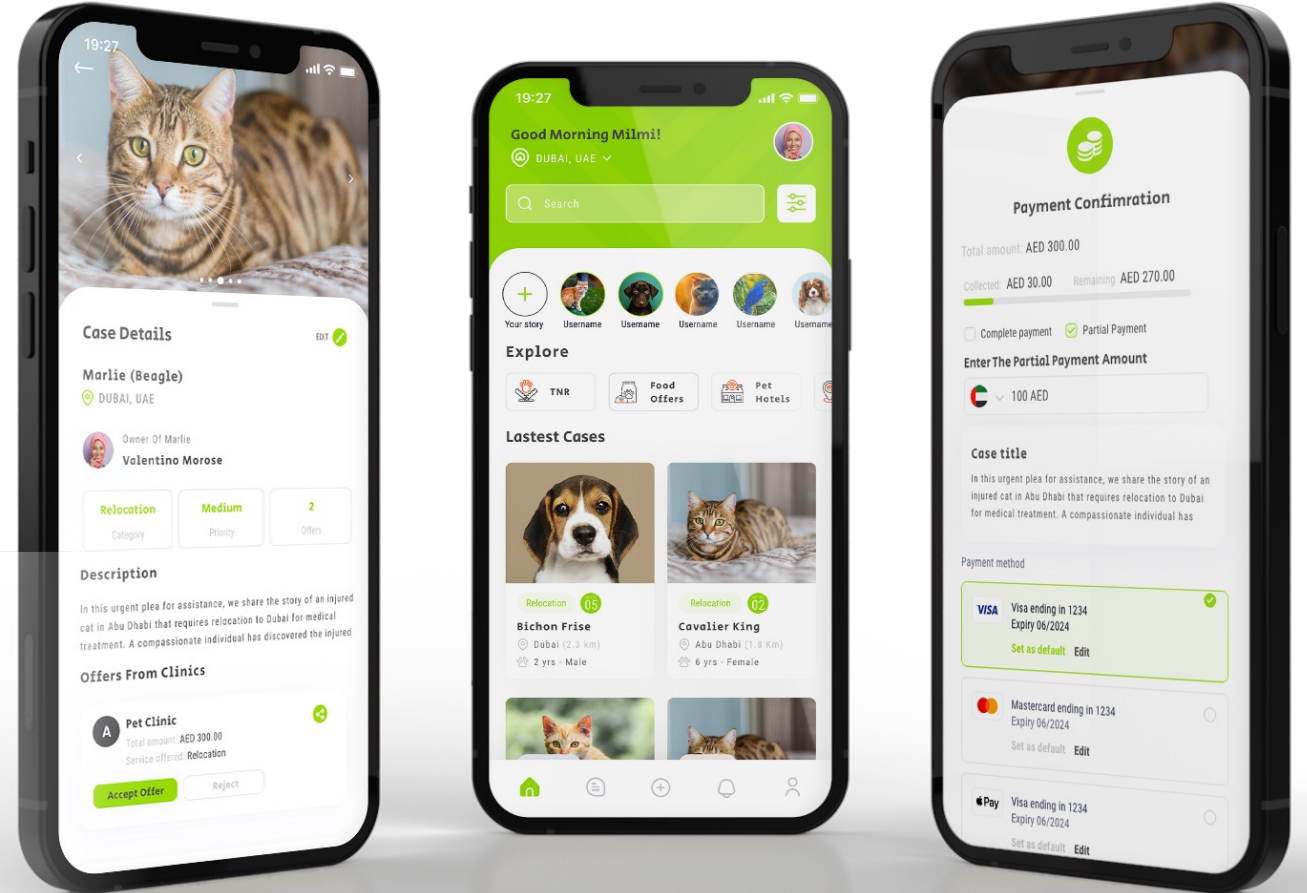 19:27
Case Details
EDIT
Marlie (Beagle)
DUBAI, UAE
Owner Of Marlie
Valentino Morose
Relocation
Category
Medium
Priority
2
Offers
Description
In this urgent plea for assistance, we share the story of an injured
cat in Abu Dhabi that requires relocation to Dubai for medical
treatment. A compassionate individual has discovered the injured
Offers From Clinics
A
Pet Clinic
Total amount: AED 300.00
Service offered: Relocation
Accept Offer
Reject
19:27
Good Morning Milmi!
DUBAI, UAE
Search
Your story
Username
Username
Username
Username
Username
Explore
TNR
Food
Offers
Pet
Hotels
Lastest Cases
Relocation
05
Bichon Frise
Dubai (2.3 km)
2 yrs - Male
Relocation
02
Cavalier King
Abu Dhabi (1.8 Km)
6 yrs - Female
Payment Confimration
Total amount: AED 300.00
Collected: AED 30.00
Remaining AED 270.00
Complete payment
Partial Payment
Enter The Partial Payment Amount
100 AED
Case title
In this urgent plea for assistance, we share the story of an
injured cat in Abu Dhabi that requires relocation to Dubai
for medical treatment. A compassionate individual has
Payment method
VISA
Visa ending in 1234
Expiry 06/2024
Set as default Edit
Mastercard ending in 1234
Expiry 06/2024
Set as default Edit
Pay
Visa ending in 1234
Expiry 06/2024
Set as default Edit